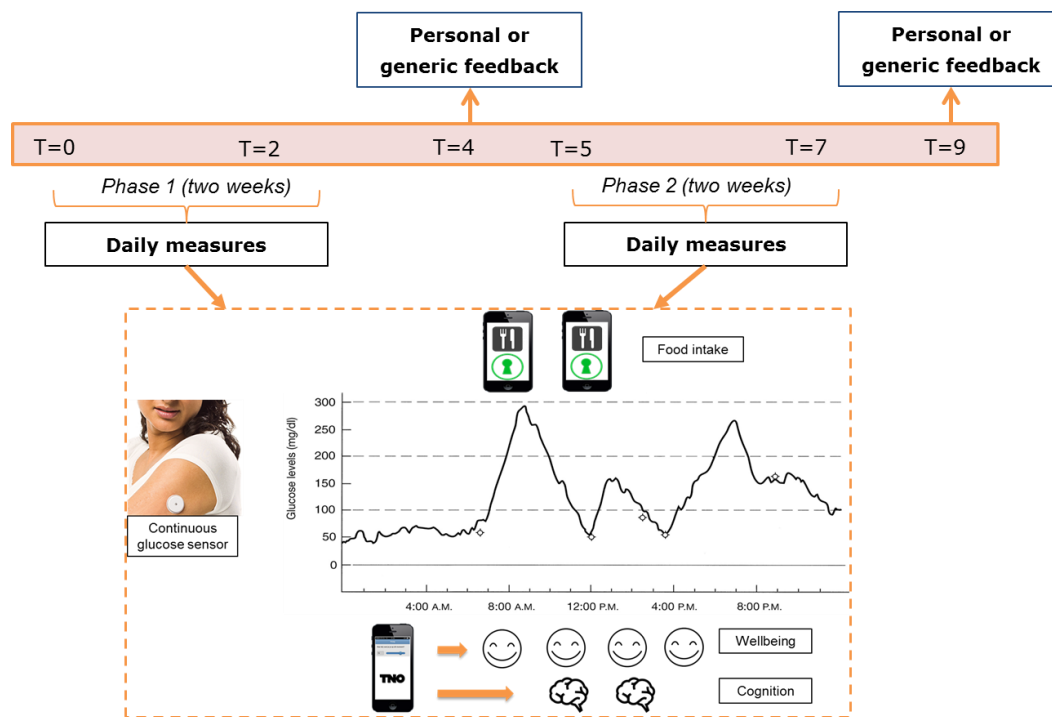 Personal or
generic feedback
Personal or
generic feedback
T=0 T=2 T=4 T=5 T=7 T=9
Phase 1 (two weeks)
Phase 2 (two weeks)
Daily measures
Daily measures
Food intake
Continuous
glucose sensor
Glucose levels (mg/dl)
300
250
200
150
100
50
0
4:00 A.M. 8:00 A.M. 12:00 P.M. 4:00 P.M. 8:00 P.M.
TNO
Wellbeing
Cognition